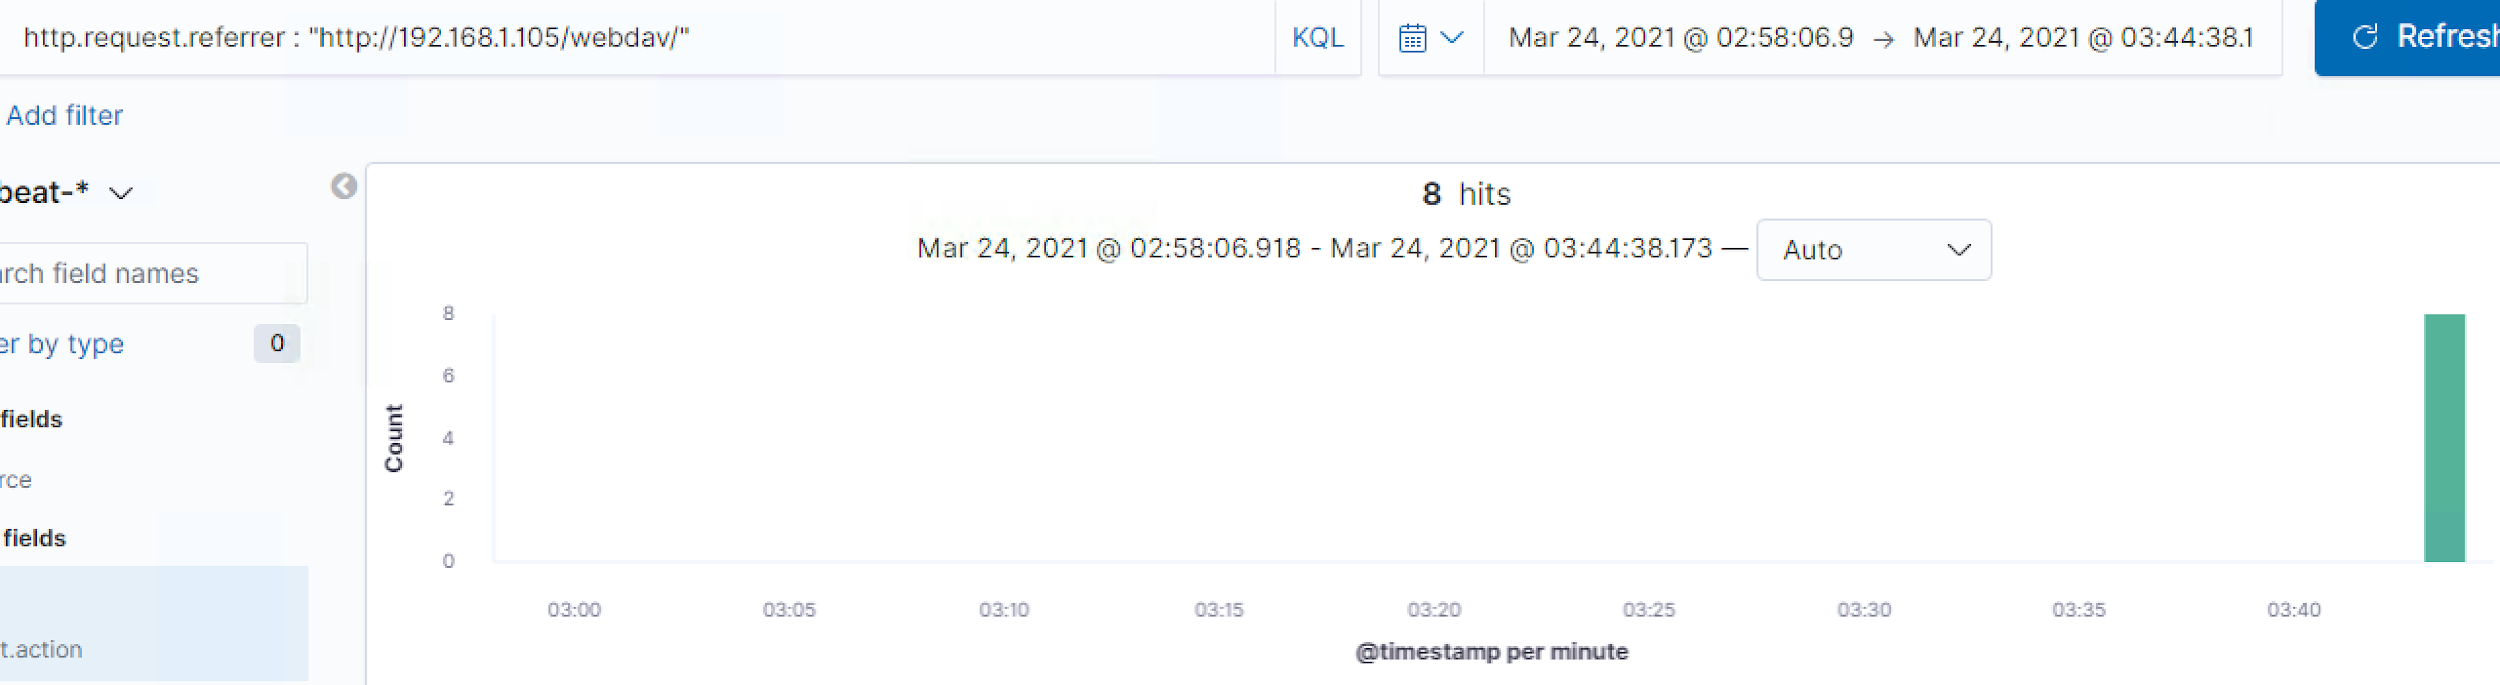 http.request.referrer : "http://192.168.1.105/webdav/" KQL Mar 24, 2021 @ 02:58:06.9 → Mar 24, 2021 @ 03:44:38.1 Refresh
Add filter
beat-*
8 hits
Mar 24, 2021 @ 02:58:06.918 - Mar 24, 2021 @ 03:44:38.173 — Auto
rch field names
er by type 0
fields
rce
fields
t.action
Count
8
6
4
2
0
03:00 03:05 03:10 03:15 03:20 03:25 03:30 03:35 03:40
@timestamp per minute